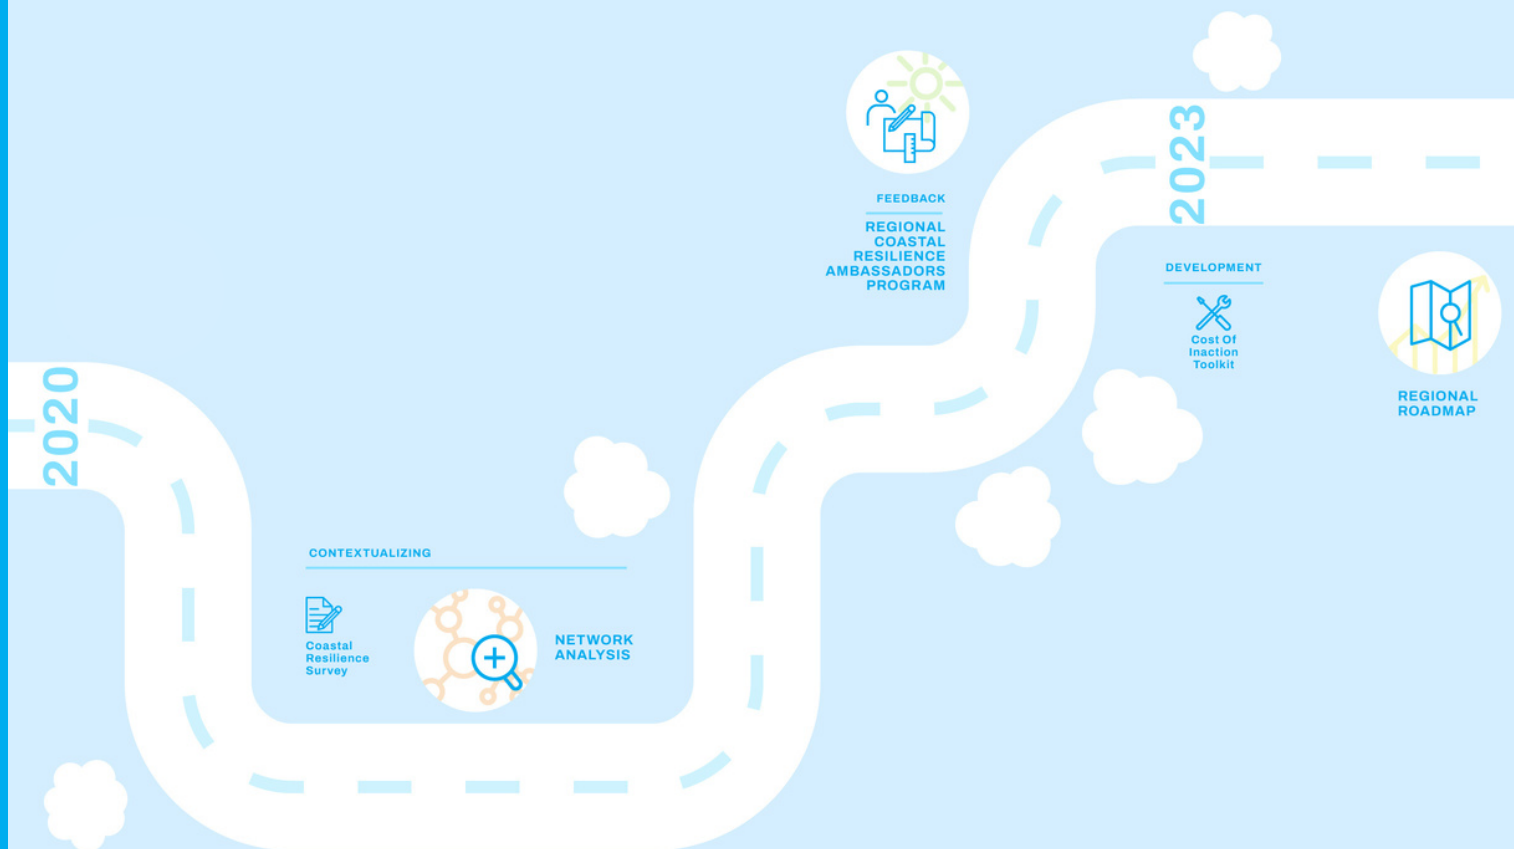 2020
CONTEXTUALIZING
Coastal
Resilience
Survey
NETWORK
ANALYSIS
FEEDBACK
REGIONAL
COASTAL
RESILIENCE
AMBASSADORS
PROGRAM
2023
DEVELOPMENT
Cost Of
Inaction
Toolkit
REGIONAL
ROADMAP